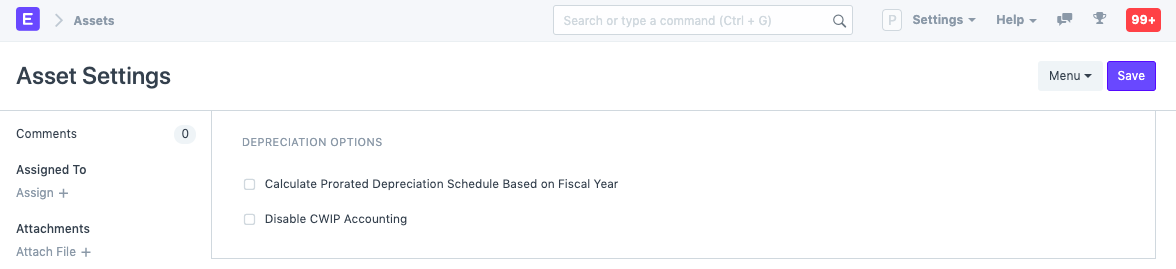 E Assets Search or type a command (Ctrl + G) P Settings Help 99+
Asset Settings Menu Save
Comments 0
DEPRECIATION OPTIONS
Assigned To
Assign +
Calculate Prorated Depreciation Schedule Based on Fiscal Year
Disable CWIP Accounting
Attachments
Attach File +